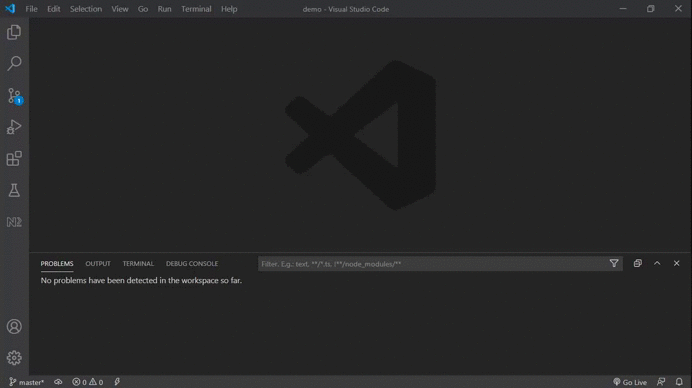 File Edit Selection View Go Run Terminal Help demo - Visual Studio Code
1
N2
PROBLEMS OUTPUT TERMINAL DEBUG CONSOLE Filter. E.g.: text, **/*.ts, !**/node_modules/**
No problems have been detected in the workspace so far.
master* 0 0 Go Live